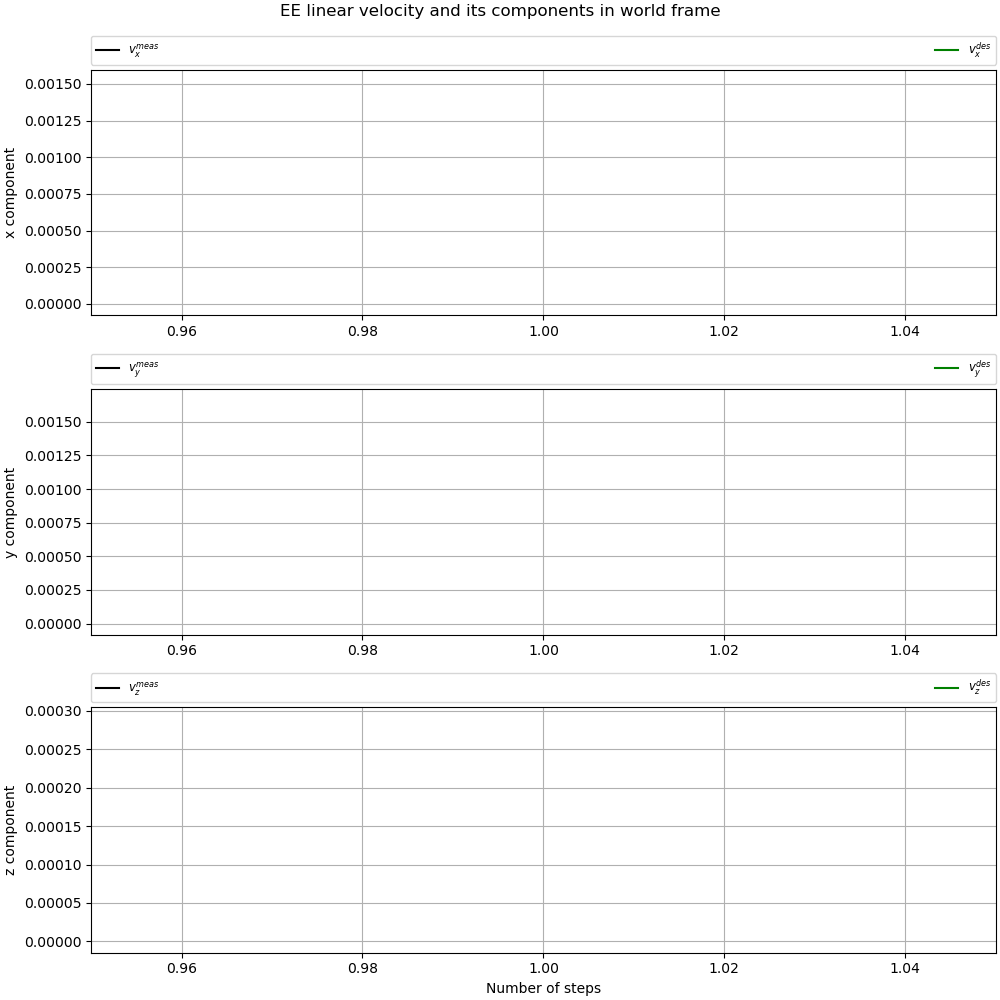 EE linear velocity and its components in world frame
v_x^{meas} v_x^{des}
0.00150
0.00125
0.00100
0.00075
0.00050
0.00025
0.00000
x component
0.96 0.98 1.00 1.02 1.04
v_y^{meas} v_y^{des}
0.00150
0.00125
0.00100
0.00075
0.00050
0.00025
0.00000
y component
0.96 0.98 1.00 1.02 1.04
v_z^{meas} v_z^{des}
0.00030
0.00025
0.00020
0.00015
0.00010
0.00005
0.00000
z component
0.96 0.98 1.00 1.02 1.04
Number of steps